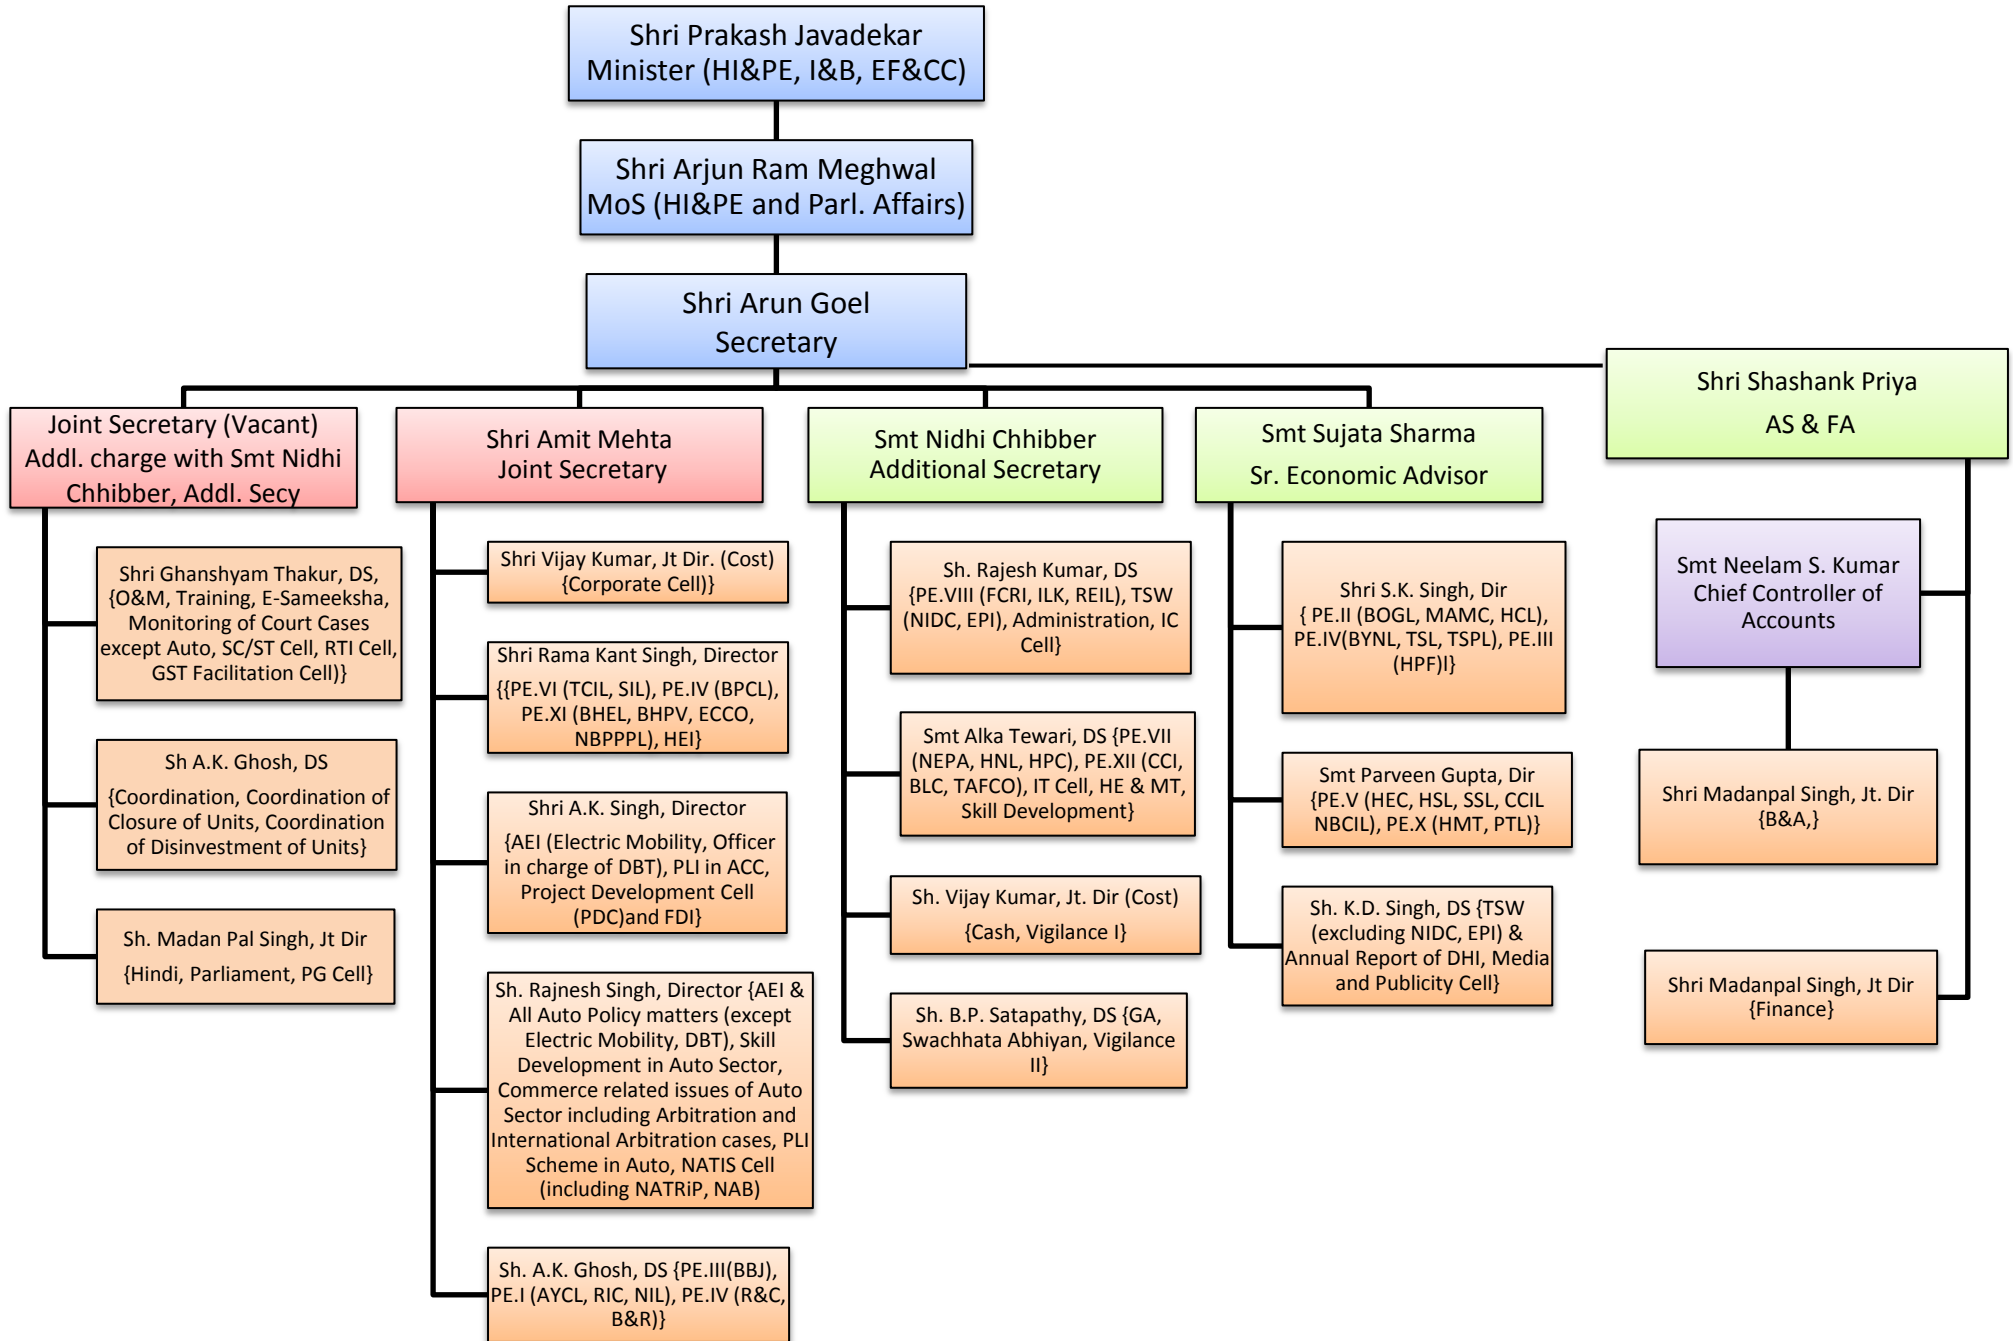 Shri Prakash Javadekar
Minister (HI&PE, I&B, EF&CC)
Shri Arjun Ram Meghwal
MoS (HI&PE and Parl. Affairs)
Shri Arun Goel
Secretary
Shri Shashank Priya
AS & FA
Joint Secretary (Vacant)
Addl. charge with Smt Nidhi
Chhibber, Addl. Secy
Shri Amit Mehta
Joint Secretary
Smt Nidhi Chhibber
Additional Secretary
Smt Sujata Sharma
Sr. Economic Advisor
Shri Ghanshyam Thakur, DS,
{O&M, Training, E-Sameeksha,
Monitoring of Court Cases
except Auto, SC/ST Cell, RTI Cell,
GST Facilitation Cell)}
Sh A.K. Ghosh, DS
{Coordination, Coordination of
Closure of Units, Coordination
of Disinvestment of Units}
Sh. Madan Pal Singh, Jt Dir
{Hindi, Parliament, PG Cell}
Shri Vijay Kumar, Jt Dir. (Cost)
{Corporate Cell)}
Shri Rama Kant Singh, Director
{{PE.VI (TCIL, SIL), PE.IV (BPCL),
PE.XI (BHEL, BHPV, ECCO,
NBPPPL), HEI}
Shri A.K. Singh, Director
{AEI (Electric Mobility, Officer
in charge of DBT), PLI in ACC,
Project Development Cell
(PDC)and FDI}
Sh. Rajnesh Singh, Director {AEI &
All Auto Policy matters (except
Electric Mobility, DBT), Skill
Development in Auto Sector,
Commerce related issues of Auto
Sector including Arbitration and
International Arbitration cases, PLI
Scheme in Auto, NATIS Cell
(including NATRiP, NAB)
Sh. A.K. Ghosh, DS {PE.III(BBJ),
PE.I (AYCL, RIC, NIL), PE.IV (R&C,
B&R)}
Sh. Rajesh Kumar, DS
{PE.VIII (FCRI, ILK, REIL), TSW
(NIDC, EPI), Administration, IC
Cell}
Smt Alka Tewari, DS {PE.VII
(NEPA, HNL, HPC), PE.XII (CCI,
BLC, TAFCO), IT Cell, HE & MT,
Skill Development}
Sh. Vijay Kumar, Jt. Dir (Cost)
{Cash, Vigilance I}
Sh. B.P. Satapathy, DS {GA,
Swachhata Abhiyan, Vigilance
II}
Shri S.K. Singh, Dir
{ PE.II (BOGL, MAMC, HCL),
PE.IV(BYNL, TSL, TSPL), PE.III
(HPF)l}
Smt Parveen Gupta, Dir
{PE.V (HEC, HSL, SSL, CCIL
NBCIL), PE.X (HMT, PTL)}
Sh. K.D. Singh, DS {TSW
(excluding NIDC, EPI) &
Annual Report of DHI, Media
and Publicity Cell}
Smt Neelam S. Kumar
Chief Controller of
Accounts
Shri Madanpal Singh, Jt. Dir
{B&A,}
Shri Madanpal Singh, Jt Dir
{Finance}